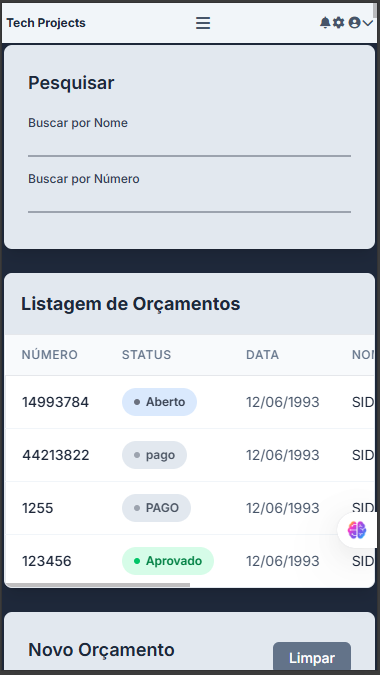 Tech Projects
Pesquisar
Buscar por Nome
Buscar por Número
Listagem de Orçamentos
NÚMERO STATUS DATA
14993784 Aberto 12/06/1993 SID
44213822 pago 12/06/1993 SID
1255 PAGO 12/06/1993 SID
123456 Aprovado 12/06/1993 SID
Novo Orçamento Limpar